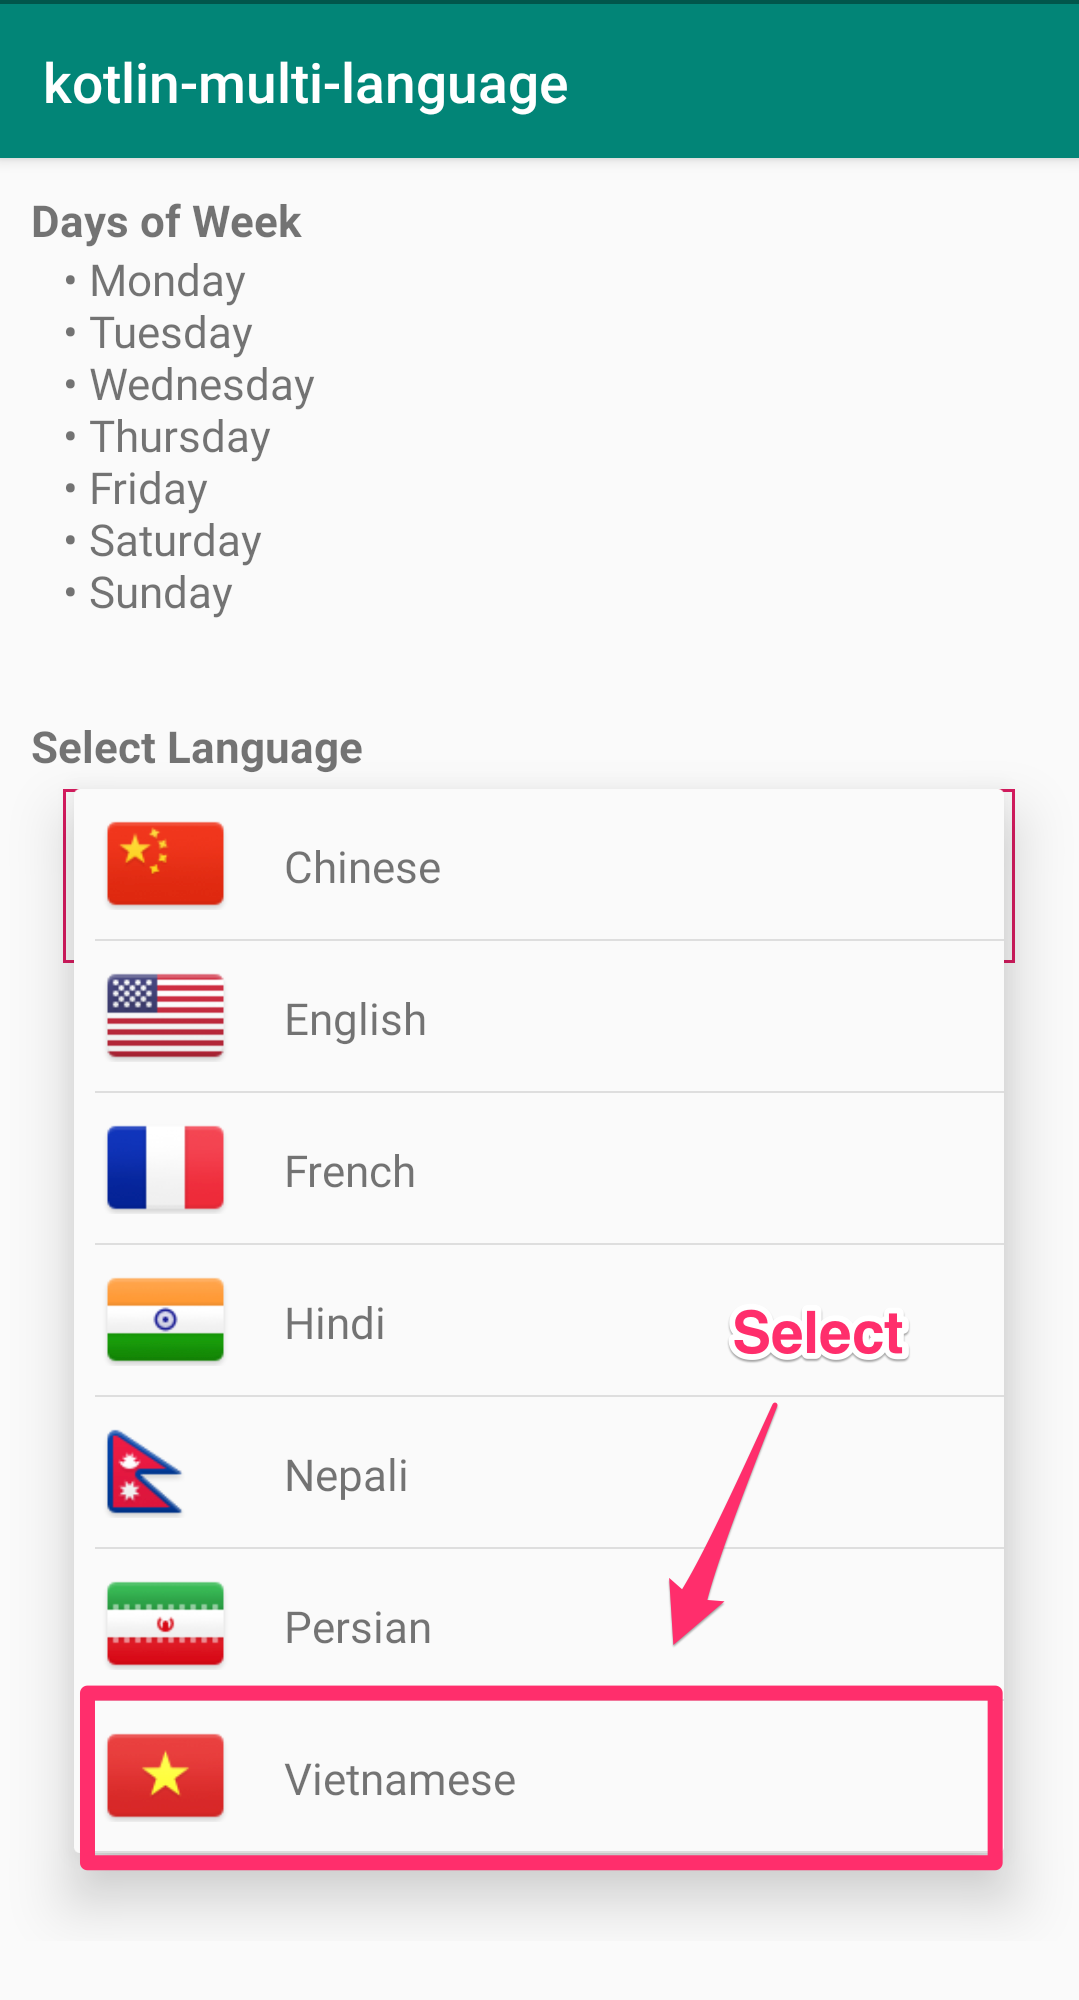 kotlin-multi-language
Days of Week
• Monday
• Tuesday
• Wednesday
• Thursday
• Friday
• Saturday
• Sunday
Select Language
Chinese
English
French
Hindi
Select
Nepali
Persian
Vietnamese